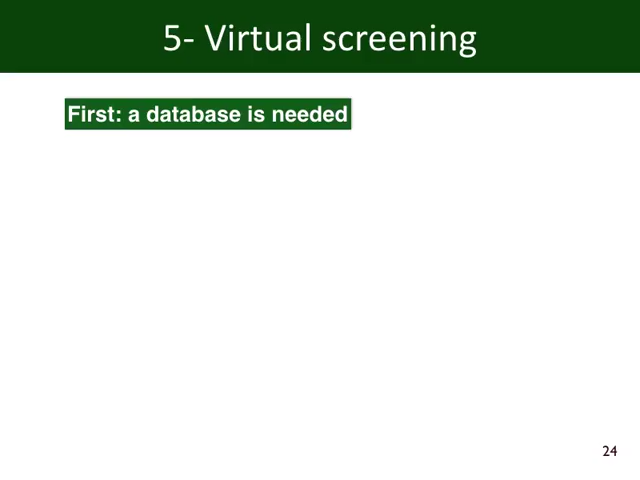 5- Virtual screening
First: a database is needed
24